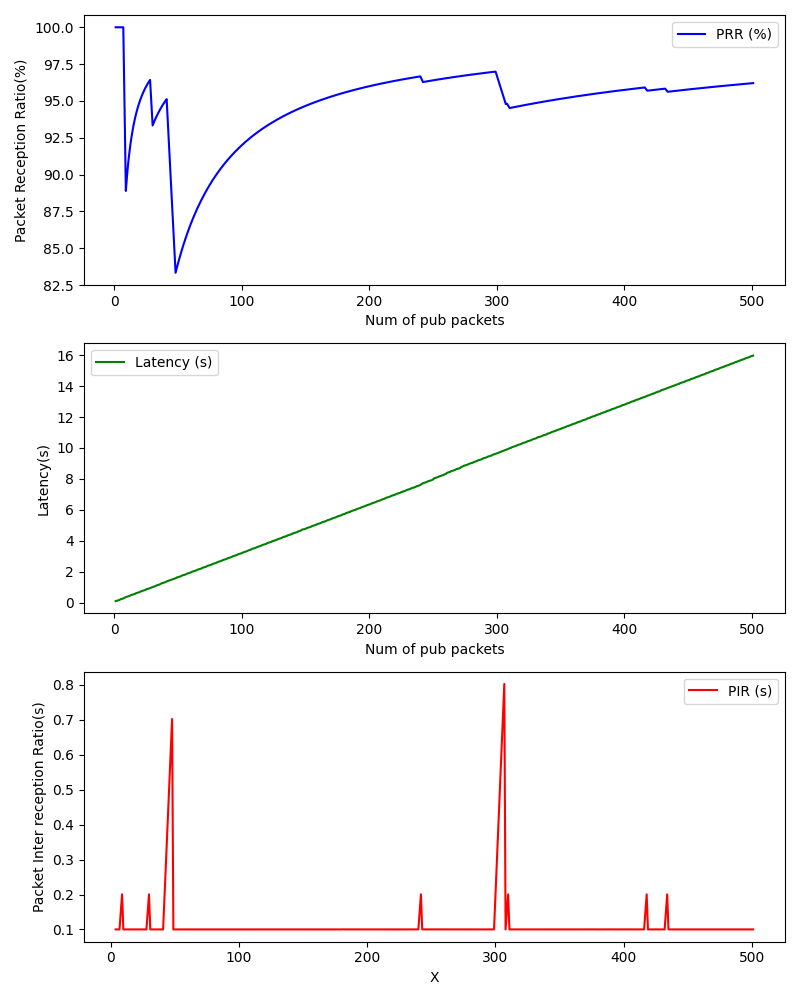 100.0
97.5
95.0
92.5
90.0
87.5
85.0
82.5
Packet Reception Ratio(%)
PRR (%)
0 100 200 300 400 500
Num of pub packets
16
14
12
10
8
6
4
2
0
Latency(s)
Latency (s)
0 100 200 300 400 500
Num of pub packets
0.8
0.7
0.6
0.5
0.4
0.3
0.2
0.1
Packet Inter reception Ratio(s)
PIR (s)
0 100 200 300 400 500
X